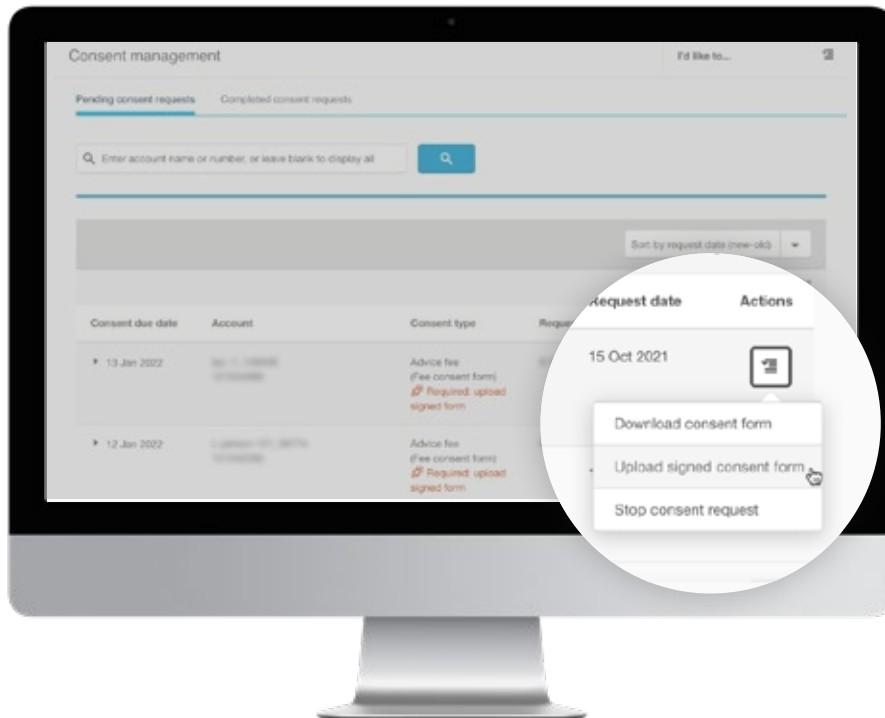 Consent management
I'd like to...
Pending consent requests
Completed consent requests
Enter account name or number, or leave blank to display all
Sort by request date (new-old)
Consent due date
Account
Consent type
Request date
Actions
13 Jan 2022
Advice fee
(Fee consent form)
Required: upload
signed form
15 Oct 2021
Download consent form
Upload signed consent form
Stop consent request
12 Jan 2022
Advice fee
(Fee consent form)
Required: upload
signed form